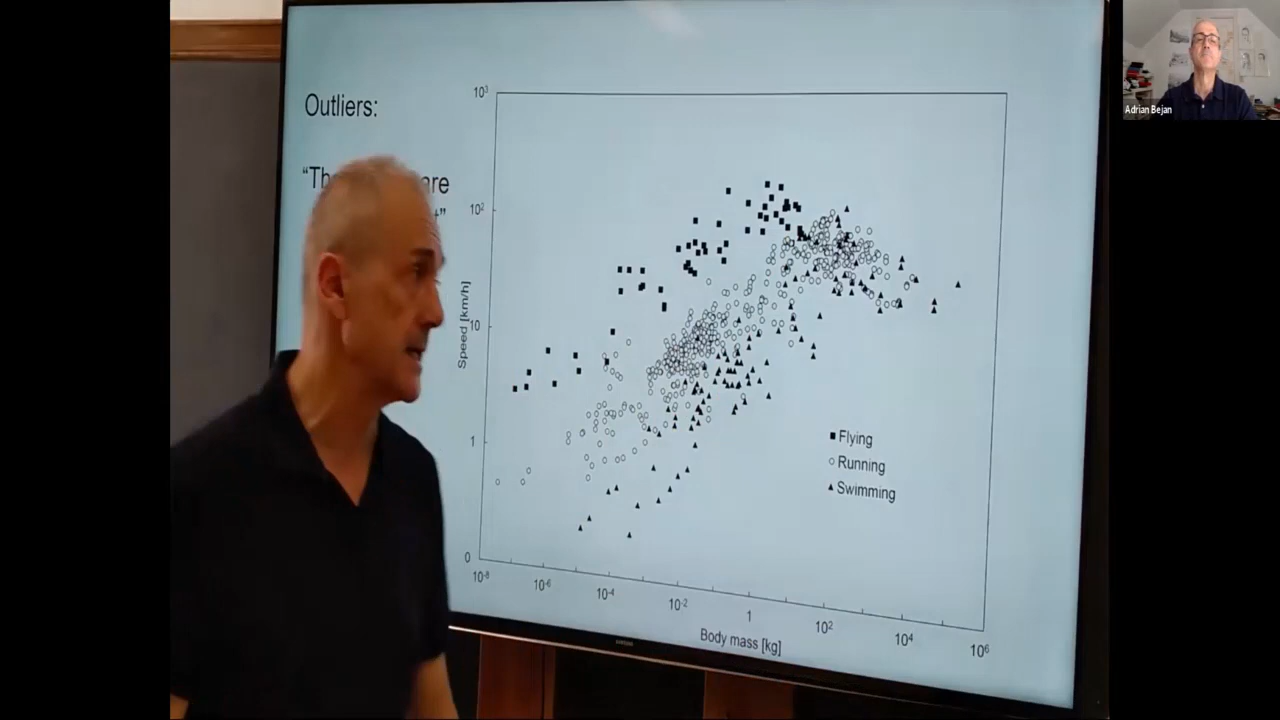 Outliers:
“Th are
t”
10³
10²
10
1
0
Speed [km/h]
Flying
Running
Swimming
10⁻⁸
10⁻⁶
10⁻⁴
10⁻²
1
10²
10⁴
10⁶
Body mass [kg]
SAMSUNG
Adrian Bejan